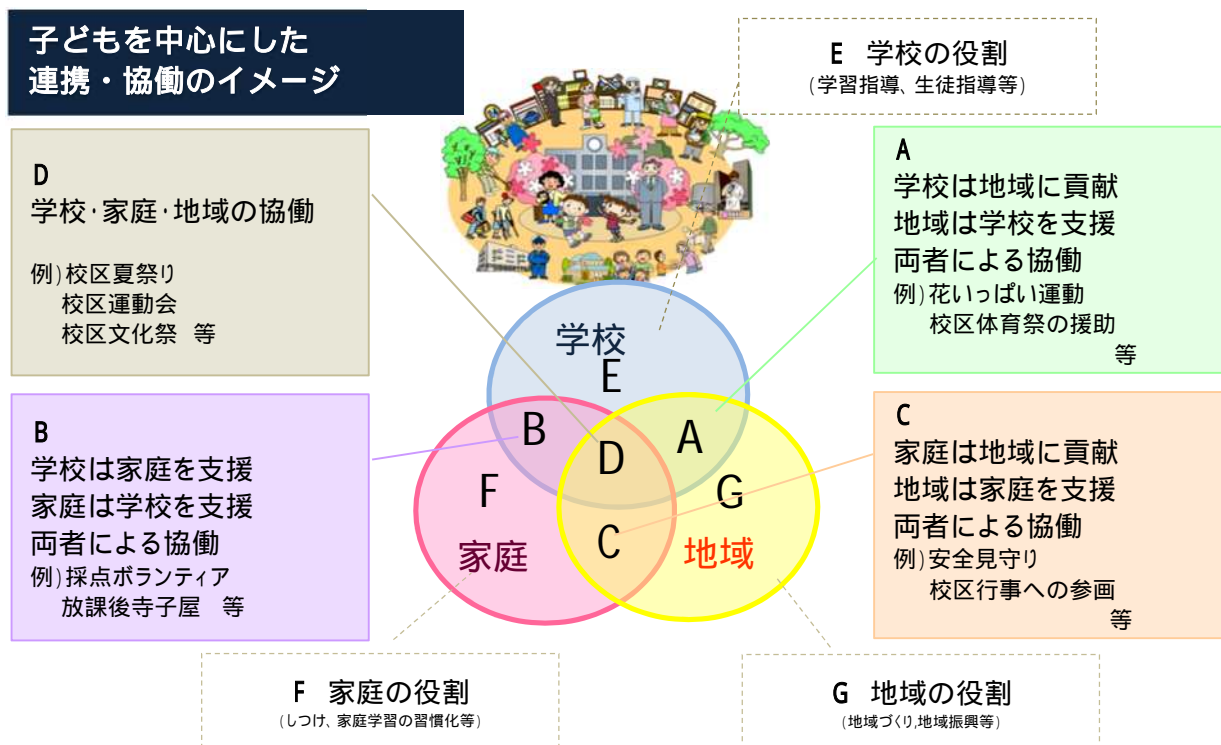 子どもを中心にした
連携・協働のイメージ
E 学校の役割
(学習指導、生徒指導等)
D
学校・家庭・地域の協働
例)校区夏祭り
校区運動会
校区文化祭 等
A
学校は地域に貢献
地域は学校を支援
両者による協働
例)花いっぱい運動
校区体育祭の援助
等
B
学校は家庭を支援
家庭は学校を支援
両者による協働
例)採点ボランティア
放課後寺子屋 等
学校
E
B
D
A
F
G
C
家庭
地域
C
家庭は地域に貢献
地域は家庭を支援
両者による協働
例)安全見守り
校区行事への参画
等
F 家庭の役割
(しつけ、家庭学習の習慣化等)
G 地域の役割
(地域づくり,地域振興等)